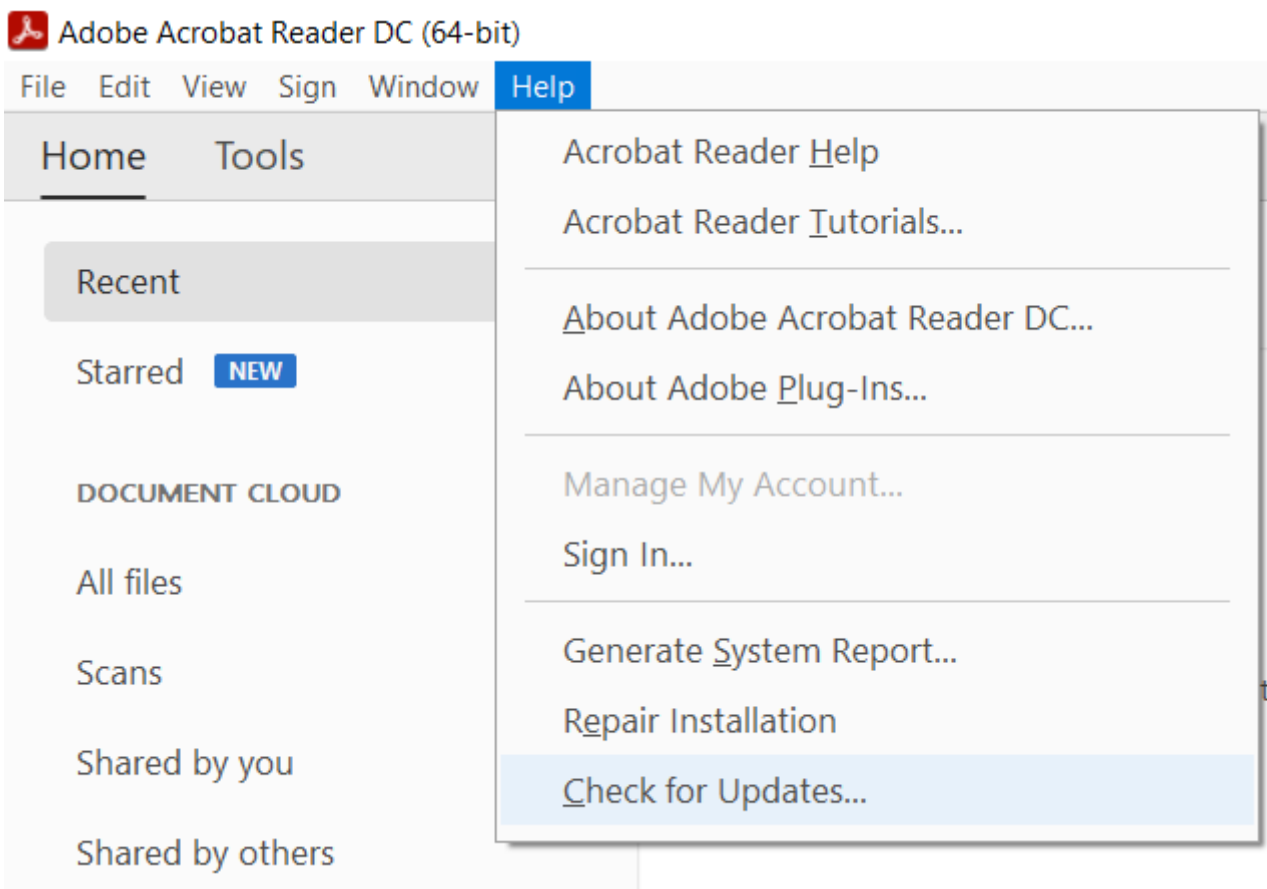 Adobe Acrobat Reader DC (64-bit)
File Edit View Sign Window Help
Home Tools
Recent
Starred NEW
DOCUMENT CLOUD
All files
Scans
Shared by you
Shared by others
Acrobat Reader Help
Acrobat Reader Tutorials...
About Adobe Acrobat Reader DC...
About Adobe Plug-Ins...
Manage My Account...
Sign In...
Generate System Report...
Repair Installation
Check for Updates...